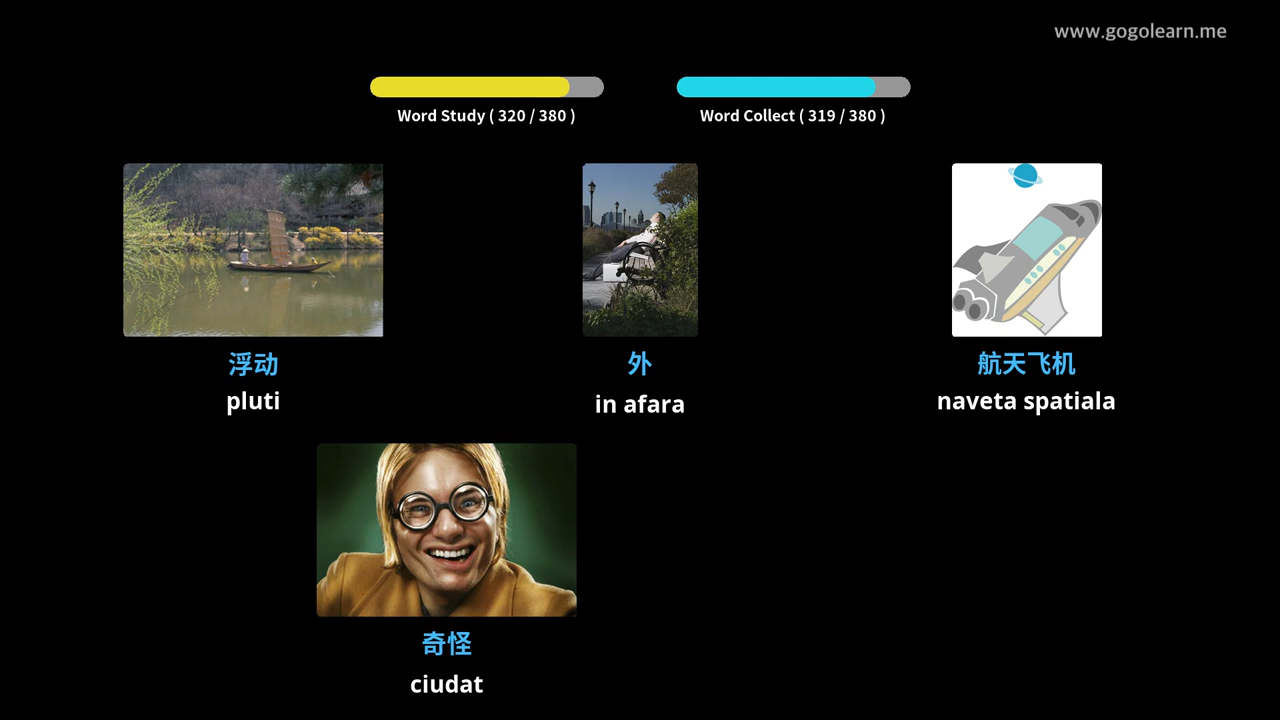 www.gogolearn.me
Word Study ( 320 / 380 )
Word Collect ( 319 / 380 )
浮动
pluti
外
in afara
航天飞机
naveta spatiala
奇怪
ciudat